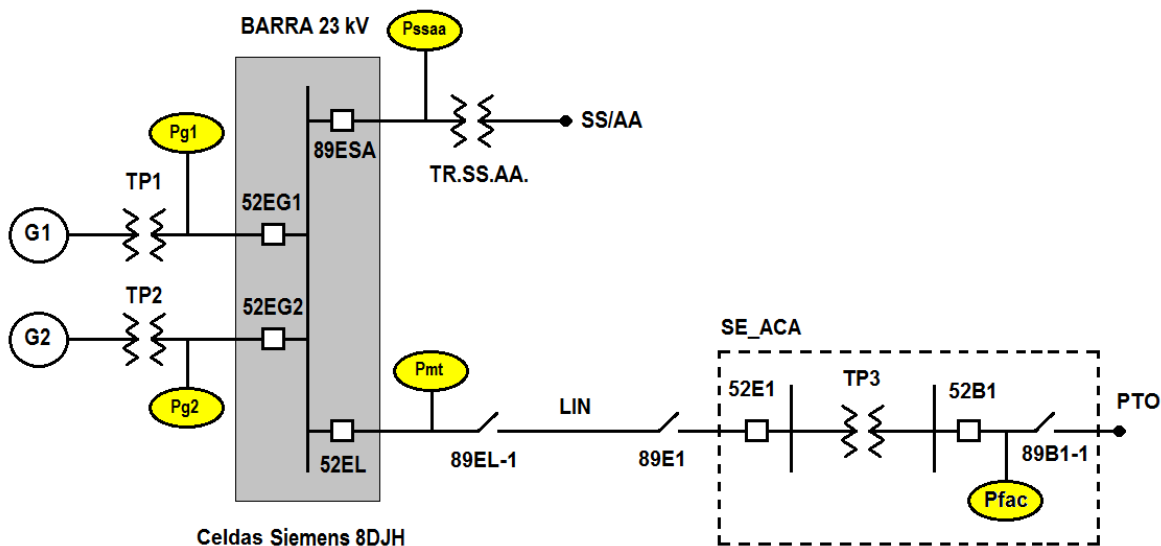 BARRA 23 kV
Pssaa
Pg1
89ESA
SS/AA
TR.SS.AA.
TP1
52EG1
G1
TP2
52EG2
G2
Pg2
SE_ACA
Pmt
52E1
TP3
52B1
LIN
PTO
52EL
89EL-1
89E1
89B1-1
Pfac
Celdas Siemens 8DJH